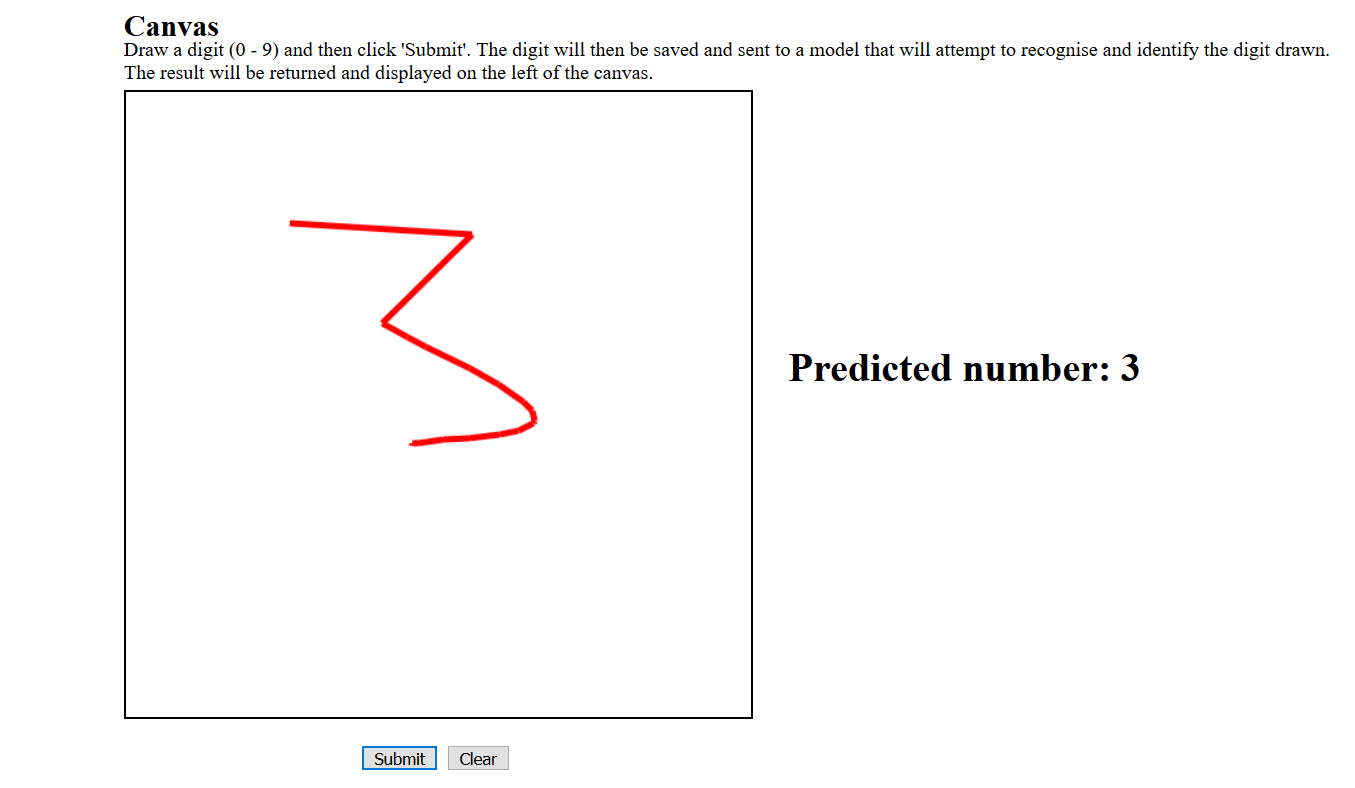 Canvas
Draw a digit (0 - 9) and then click 'Submit'. The digit will then be saved and sent to a model that will attempt to recognise and identify the digit drawn.
The result will be returned and displayed on the left of the canvas.
3
Predicted number: 3
Submit Clear